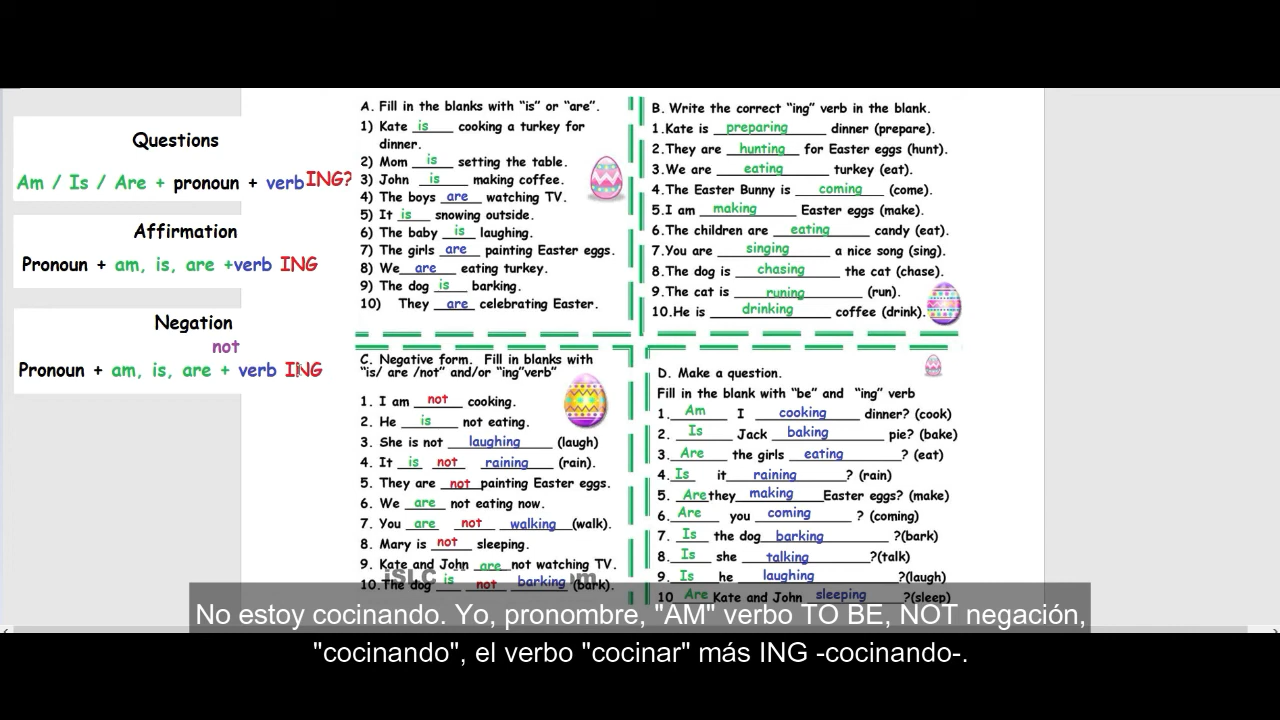 Questions
Am / Is / Are + pronoun + verb ING?
Affirmation
Pronoun + am, is, are +verb ING
Negation
not
Pronoun + am, is, are + verb ING
A. Fill in the blanks with "is" or "are".
1) Kate is cooking a turkey for
dinner.
2) Mom is setting the table.
3) John is making coffee.
4) The boys are watching TV.
5) It is snowing outside.
6) The baby is laughing.
7) The girls are painting Easter eggs.
8) We are eating turkey.
9) The dog is barking.
10) They are celebrating Easter.
B. Write the correct "ing" verb in the blank.
1.Kate is preparing dinner (prepare).
2.They are hunting for Easter eggs (hunt).
3.We are eating turkey (eat).
4.The Easter Bunny is coming (come).
5.I am making Easter eggs (make).
6.The children are eating candy (eat).
7.You are singing a nice song (sing).
8.The dog is chasing the cat (chase).
9.The cat is runing (run).
10.He is drinking coffee (drink).
C. Negative form. Fill in blanks with
"is/ are /not" and/or "ing"verb"
1. I am not cooking.
2. He is not eating.
3. She is not laughing (laugh)
4. It is not raining (rain).
5. They are not painting Easter eggs.
6. We are not eating now.
7. You are not walking (walk).
8. Mary is not sleeping.
9. Kate and John are not watching TV.
10. The dog is not barking (bark).
D. Make a question.
Fill in the blank with "be" and "ing" verb
1. Am I cooking dinner? (cook)
2. Is Jack baking pie? (bake)
3. Are the girls eating ? (eat)
4. Is it raining ? (rain)
5. Are they making Easter eggs? (make)
6. Are you coming ? (coming)
7. Is the dog barking ?(bark)
8. Is she talking ?(talk)
9. Is he laughing ?(laugh)
10 Are Kate and John sleeping ?(sleep)
No estoy cocinando. Yo, pronombre, "AM" verbo TO BE, NOT negación,
"cocinando", el verbo "cocinar" más ING -cocinando-.